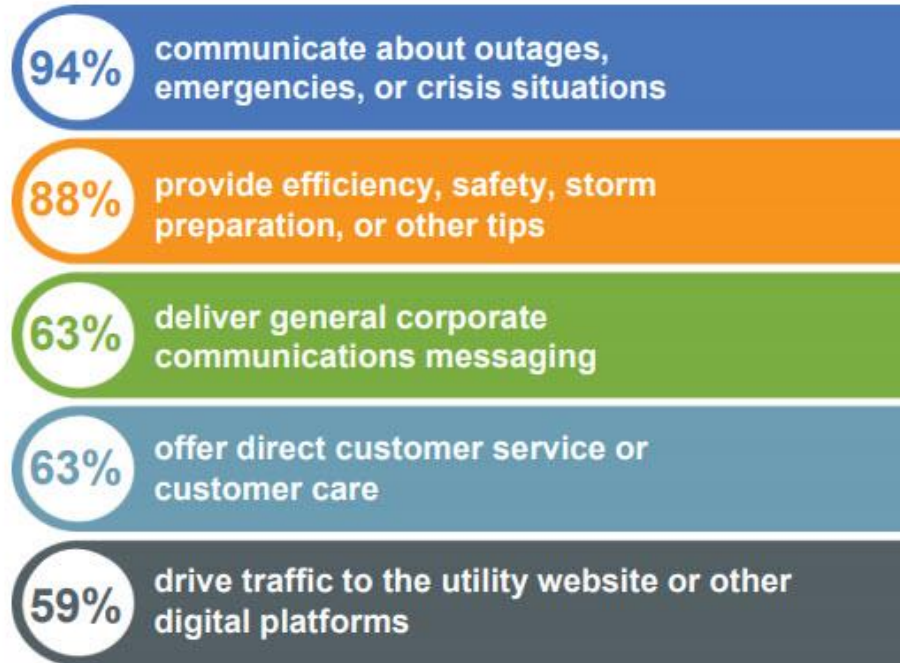 94%
communicate about outages,
emergencies, or crisis situations
88%
provide efficiency, safety, storm
preparation, or other tips
63%
deliver general corporate
communications messaging
63%
offer direct customer service or
customer care
59%
drive traffic to the utility website or other
digital platforms